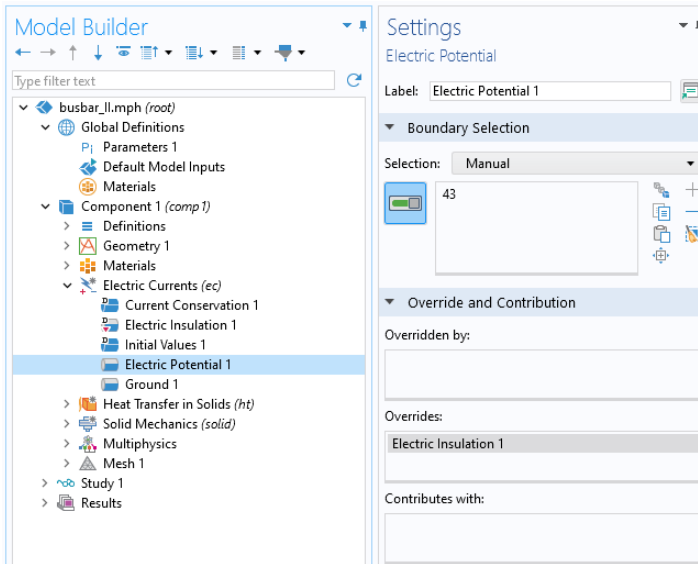 Model Builder
Type filter text
busbar_ll.mph (root)
Global Definitions
Pi Parameters 1
Default Model Inputs
Materials
Component 1 (comp1)
Definitions
Geometry 1
Materials
Electric Currents (ec)
Current Conservation 1
Electric Insulation 1
Initial Values 1
Electric Potential 1
Ground 1
Heat Transfer in Solids (ht)
Solid Mechanics (solid)
Multiphysics
Mesh 1
Study 1
Results
Settings
Electric Potential
Label: Electric Potential 1
Boundary Selection
Selection: Manual
43
Override and Contribution
Overridden by:
Overrides:
Electric Insulation 1
Contributes with: